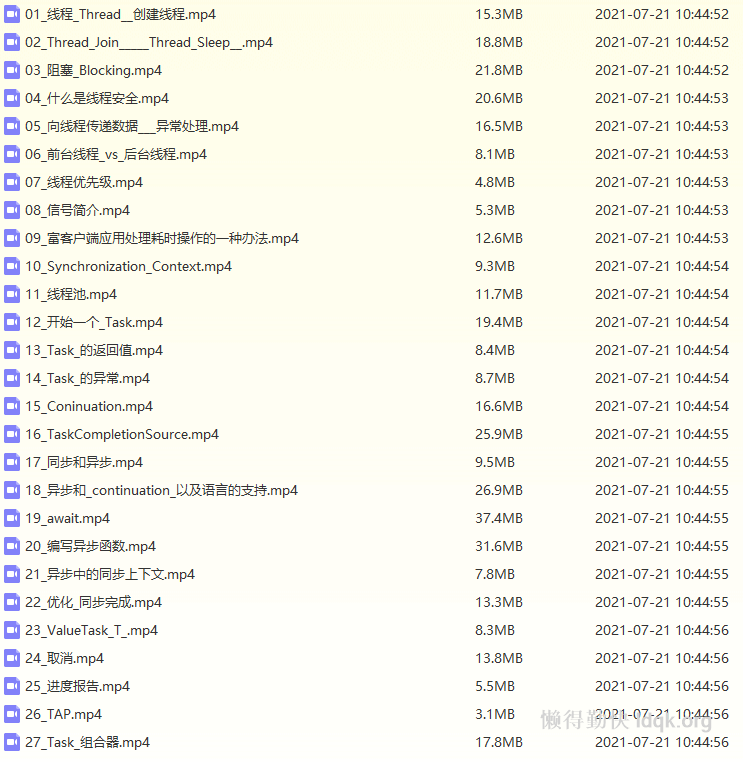 01_线程_Thread__创建线程.mp4 15.3MB 2021-07-21 10:44:52
02_Thread_Join_____Thread_Sleep__.mp4 18.8MB 2021-07-21 10:44:52
03_阻塞_Blocking.mp4 21.8MB 2021-07-21 10:44:52
04_什么是线程安全.mp4 20.6MB 2021-07-21 10:44:53
05_向线程传递数据___异常处理.mp4 16.5MB 2021-07-21 10:44:53
06_前台线程_vs_后台线程.mp4 8.1MB 2021-07-21 10:44:53
07_线程优先级.mp4 4.8MB 2021-07-21 10:44:53
08_信号简介.mp4 5.3MB 2021-07-21 10:44:53
09_富客户端应用处理耗时操作的一种办法.mp4 12.6MB 2021-07-21 10:44:53
10_Synchronization_Context.mp4 9.3MB 2021-07-21 10:44:54
11_线程池.mp4 11.7MB 2021-07-21 10:44:54
12_开始一个_Task.mp4 19.4MB 2021-07-21 10:44:54
13_Task_的返回值.mp4 8.4MB 2021-07-21 10:44:54
14_Task_的异常.mp4 8.7MB 2021-07-21 10:44:54
15_Coninuation.mp4 16.6MB 2021-07-21 10:44:54
16_TaskCompletionSource.mp4 25.9MB 2021-07-21 10:44:55
17_同步和异步.mp4 9.5MB 2021-07-21 10:44:55
18_异步和_continuation_以及语言的支持.mp4 26.9MB 2021-07-21 10:44:55
19_await.mp4 37.4MB 2021-07-21 10:44:55
20_编写异步函数.mp4 31.6MB 2021-07-21 10:44:55
21_异步中的同步上下文.mp4 7.8MB 2021-07-21 10:44:55
22_优化_同步完成.mp4 13.3MB 2021-07-21 10:44:55
23_ValueTask_T_.mp4 8.3MB 2021-07-21 10:44:56
24_取消.mp4 13.8MB 2021-07-21 10:44:56
25_进度报告.mp4 5.5MB 2021-07-21 10:44:56
26_TAP.mp4 3.1MB 2021-07-21 10:44:56
懒得勤快 ldqk.org
27_Task_组合器.mp4 17.8MB 2021-07-21 10:44:56